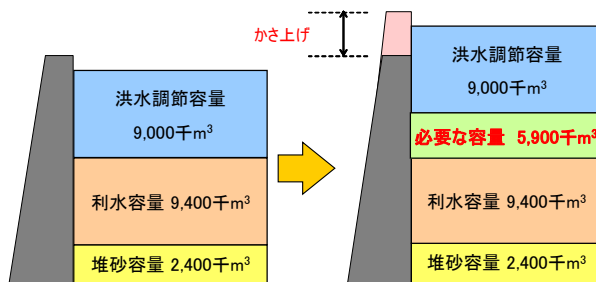 かさ上げ
洪水調節容量
9,000千m³
利水容量 9,400千m³
堆砂容量 2,400千m³
洪水調節容量
9,000千m³
必要な容量 5,900千m³
利水容量 9,400千m³
堆砂容量 2,400千m³